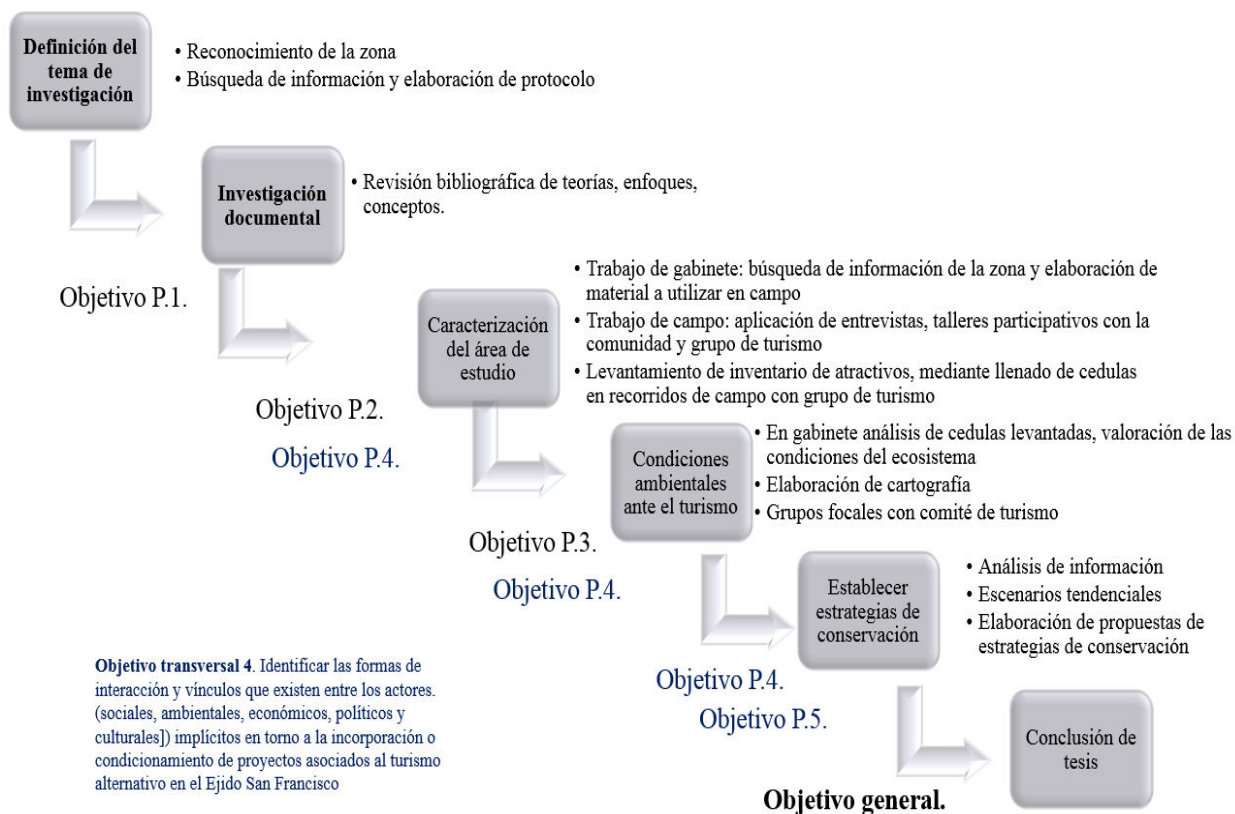 Definición del
tema de
investigación
• Reconocimiento de la zona
• Búsqueda de información y elaboración de protocolo
Investigación
documental
• Revisión bibliográfica de teorías, enfoques,
conceptos.
Objetivo P.1.
Caracterización
del área de
estudio
• Trabajo de gabinete: búsqueda de información de la zona y elaboración de
material a utilizar en campo
• Trabajo de campo: aplicación de entrevistas, talleres participativos con la
comunidad y grupo de turismo
• Levantamiento de inventario de atractivos, mediante llenado de cedulas
en recorridos de campo con grupo de turismo
Objetivo P.2.
Objetivo P.4.
Condiciones
ambientales
ante el turismo
• En gabinete análisis de cedulas levantadas, valoración de las
condiciones del ecosistema
• Elaboración de cartografía
• Grupos focales con comité de turismo
Objetivo P.3.
Objetivo P.4.
Establecer
estrategias de
conservación
• Análisis de información
• Escenarios tendenciales
• Elaboración de propuestas de
estrategias de conservación
Objetivo P.4.
Objetivo P.5.
Objetivo transversal 4. Identificar las formas de
interacción y vínculos que existen entre los actores.
(sociales, ambientales, económicos, políticos y
culturales]) implícitos en torno a la incorporación o
condicionamiento de proyectos asociados al turismo
alternativo en el Ejido San Francisco
Conclusión de
tesis
Objetivo general.